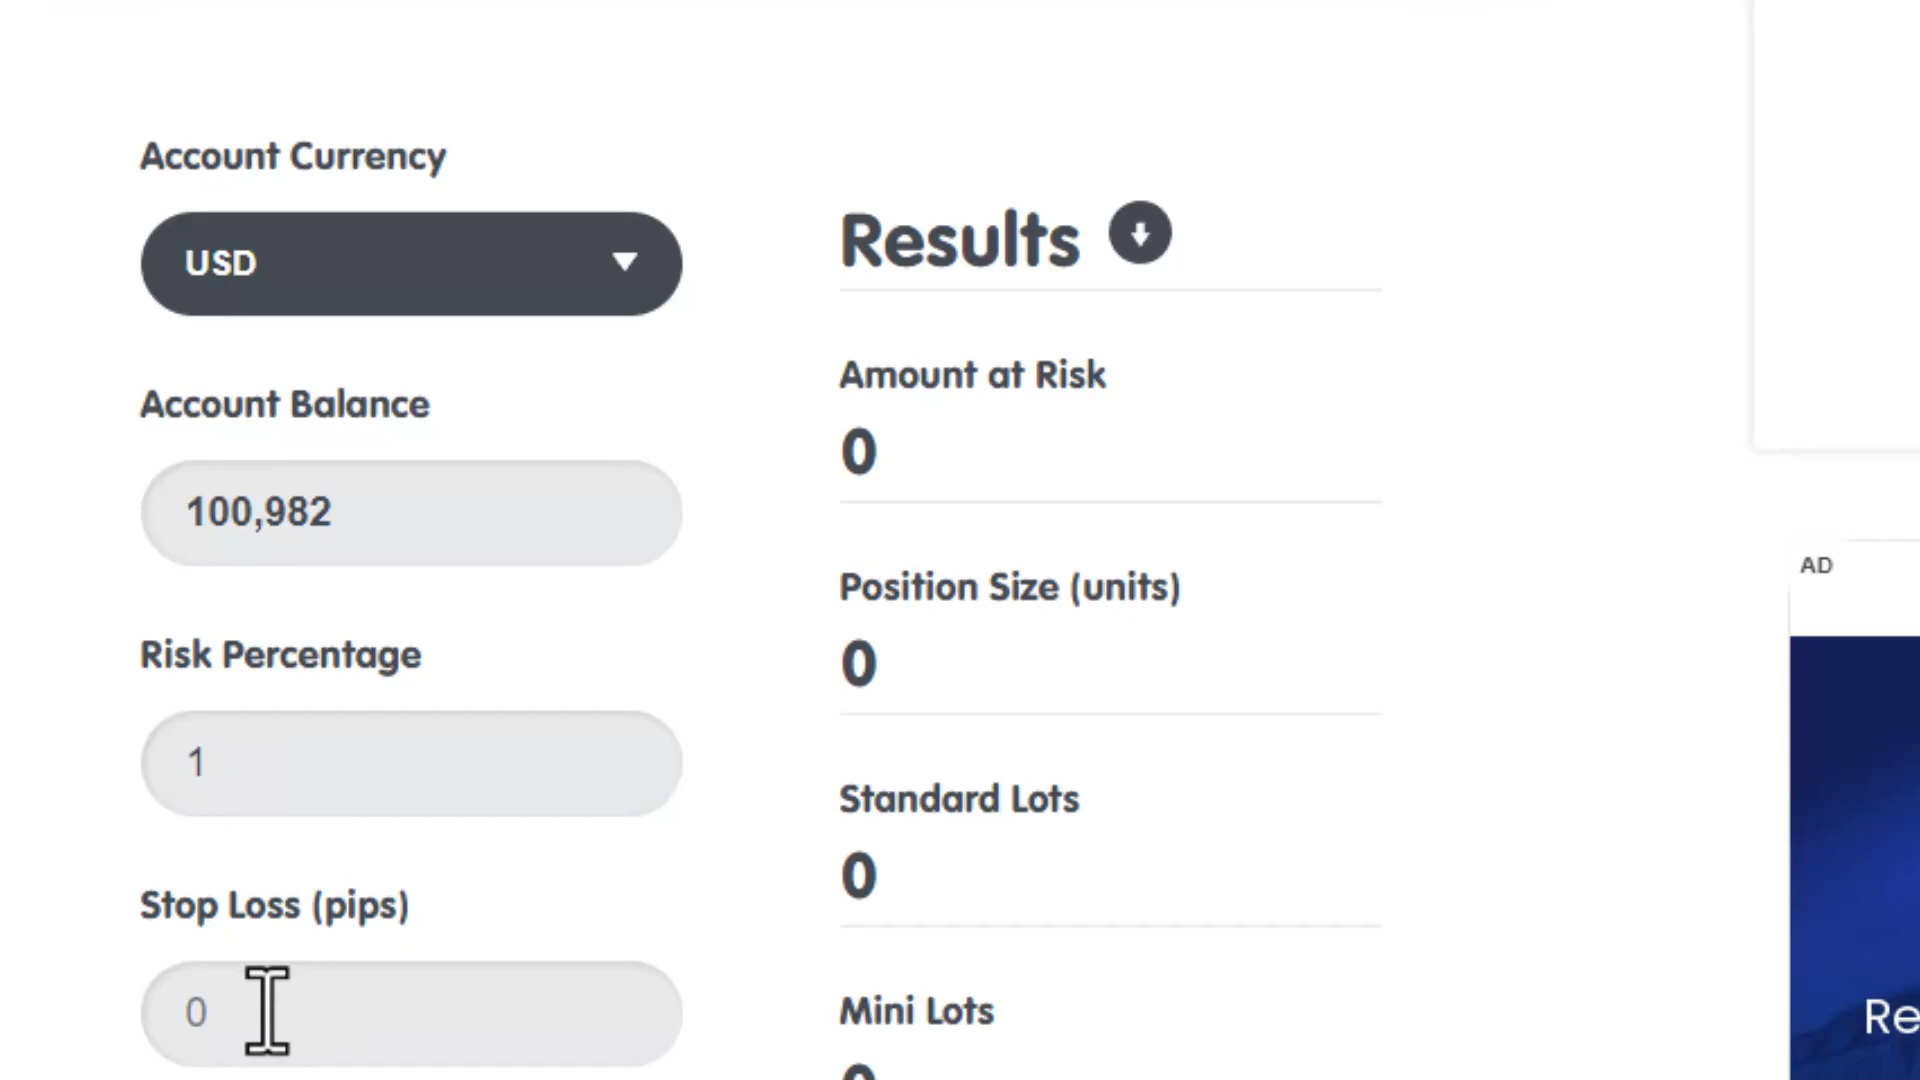 Account Currency
USD
Account Balance
100,982
Risk Percentage
1
Stop Loss (pips)
0
Results
Amount at Risk
0
Position Size (units)
0
Standard Lots
0
Mini Lots
0
AD
Re